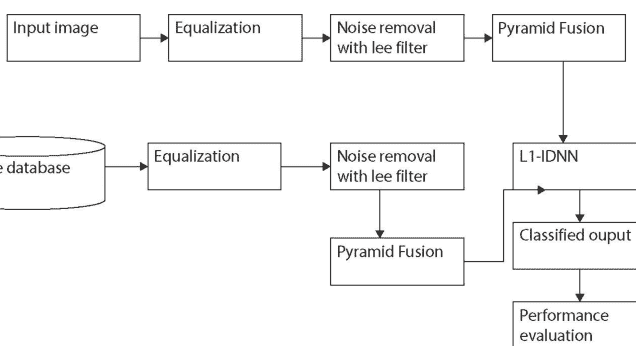 Input image
Equalization
Noise removal
with lee filter
Pyramid Fusion
e database
Equalization
Noise removal
with lee filter
L1-IDNN
Pyramid Fusion
Classified ouput
Performance
evaluation